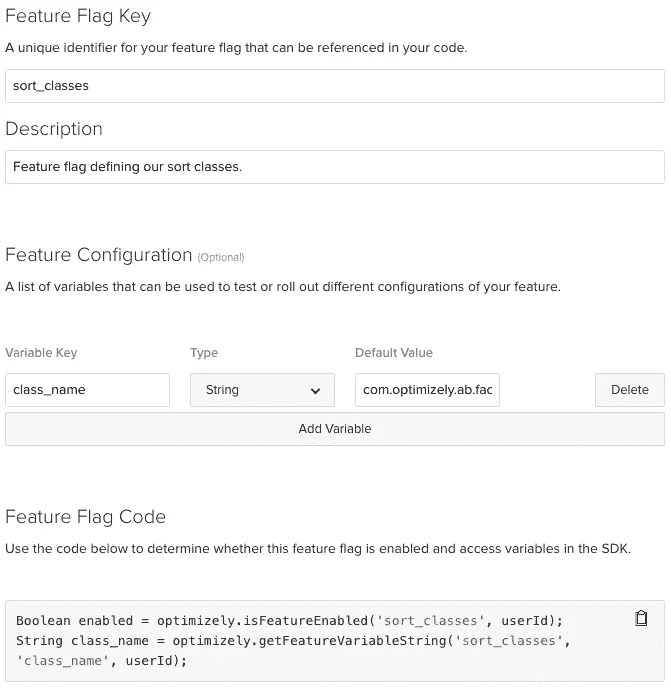 Feature Flag Key
A unique identifier for your feature flag that can be referenced in your code.
sort_classes
Description
Feature flag defining our sort classes.
Feature Configuration (Optional)
A list of variables that can be used to test or roll out different configurations of your feature.
Variable Key Type Default Value
class_name String com.optimizely.ab.fac Delete
Add Variable
Feature Flag Code
Use the code below to determine whether this feature flag is enabled and access variables in the SDK.
Boolean enabled = optimizely.isFeatureEnabled('sort_classes', userId);
String class_name = optimizely.getFeatureVariableString('sort_classes',
'class_name', userId);